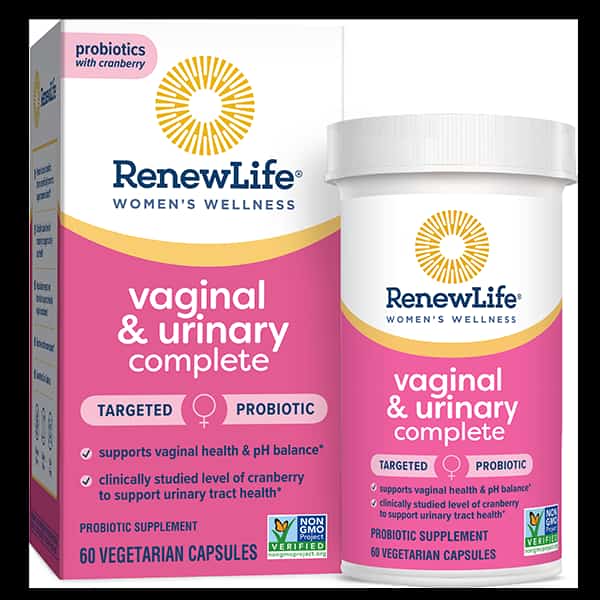 probiotics
with cranberry
RenewLife®
WOMEN'S WELLNESS
vaginal
& urinary
complete
TARGETED PROBIOTIC
supports vaginal health & pH balance*
clinically studied level of cranberry
to support urinary tract health*
PROBIOTIC SUPPLEMENT
60 VEGETARIAN CAPSULES
NON
GMO
Project
VERIFIED
nongmoproject.org
RenewLife®
WOMEN'S WELLNESS
vaginal
& urinary
complete
TARGETED PROBIOTIC
supports vaginal health & pH balance*
clinically studied level of cranberry
to support urinary tract health*
PROBIOTIC SUPPLEMENT
60 VEGETARIAN CAPSULES
NON
GMO
Project
VERIFIED
nongmoproject.org